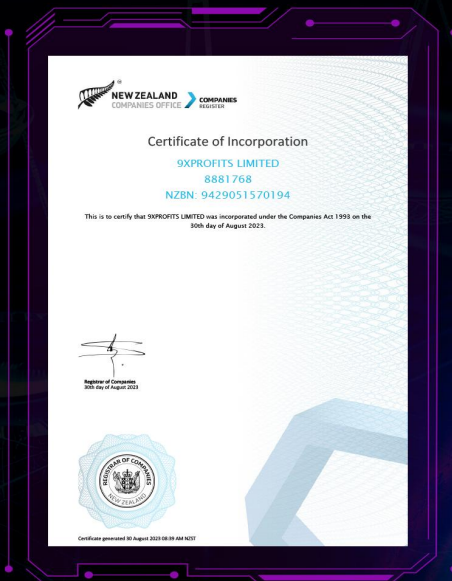 ®
NEW ZEALAND
COMPANIES OFFICE
COMPANIES
REGISTER
Certificate of Incorporation
9XPROFITS LIMITED
8881768
NZBN: 9429051570194
This is to certify that 9XPROFITS LIMITED was incorporated under the Companies Act 1993 on the
30th day of August 2023.
Registrar of Companies
30th day of August 2023
REGISTRAR OF COMPANIES
NEW ZEALAND
Certificate generated 30 August 2023 08:39 AM NZST